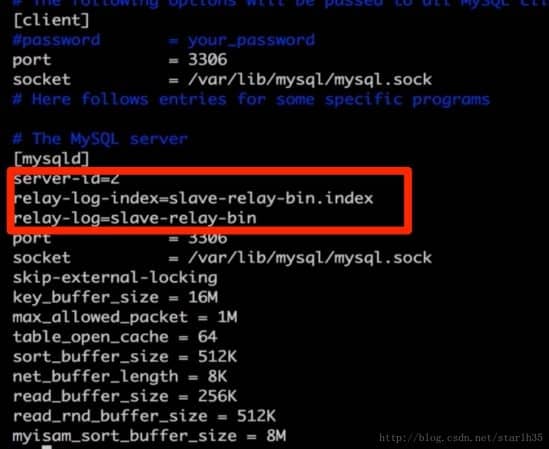 # The following options will be passed to all MySQL cli
[client]
#password = your_password
port = 3306
socket = /var/lib/mysql/mysql.sock
# Here follows entries for some specific programs
# The MySQL server
[mysqld]
server-id=2
relay-log-index=slave-relay-bin.index
relay-log=slave-relay-bin
port = 3306
socket = /var/lib/mysql/mysql.sock
skip-external-locking
key_buffer_size = 16M
max_allowed_packet = 1M
table_open_cache = 64
sort_buffer_size = 512K
net_buffer_length = 8K
read_buffer_size = 256K
read_rnd_buffer_size = 512K
myisam_sort_buffer_size = 8M
http://blog.csdn.net/starlh35